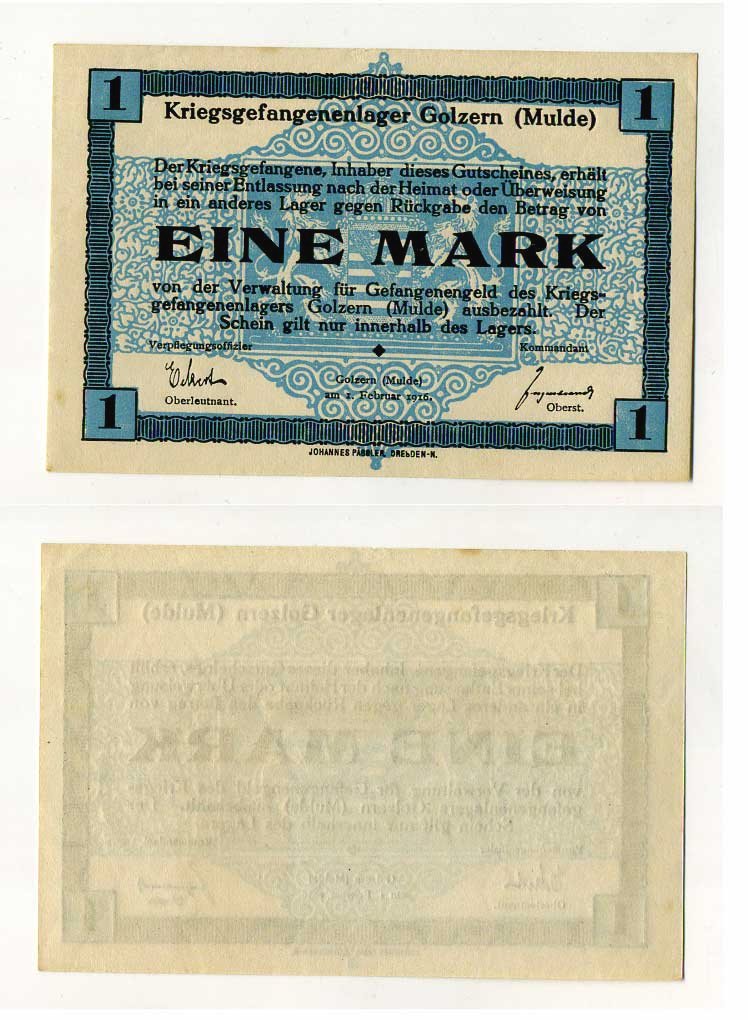 1 1
Kriegsgefangenenlager Golzern (Mulde)
Der Kriegsgefangene, Inhaber dieses Gutscheines, erhält
bei seiner Entlassung nach der Heimat oder Überweisung
in ein anderes Lager gegen Rückgabe den Betrag von
EINE MARK
von der Verwaltung für Gefangenengeld des Kriegs-
gefangenenlagers Golzern (Mulde) ausbezahlt. Der
Schein gilt nur innerhalb des Lagers.
Verpflegungsoffizier Kommandant
Eckert
Golzern (Mulde)
am 1. Februar 1916.
Oberleutnant. Oberst.
1 1
JOHANNES PÄSSLER, DRESDEN-N.